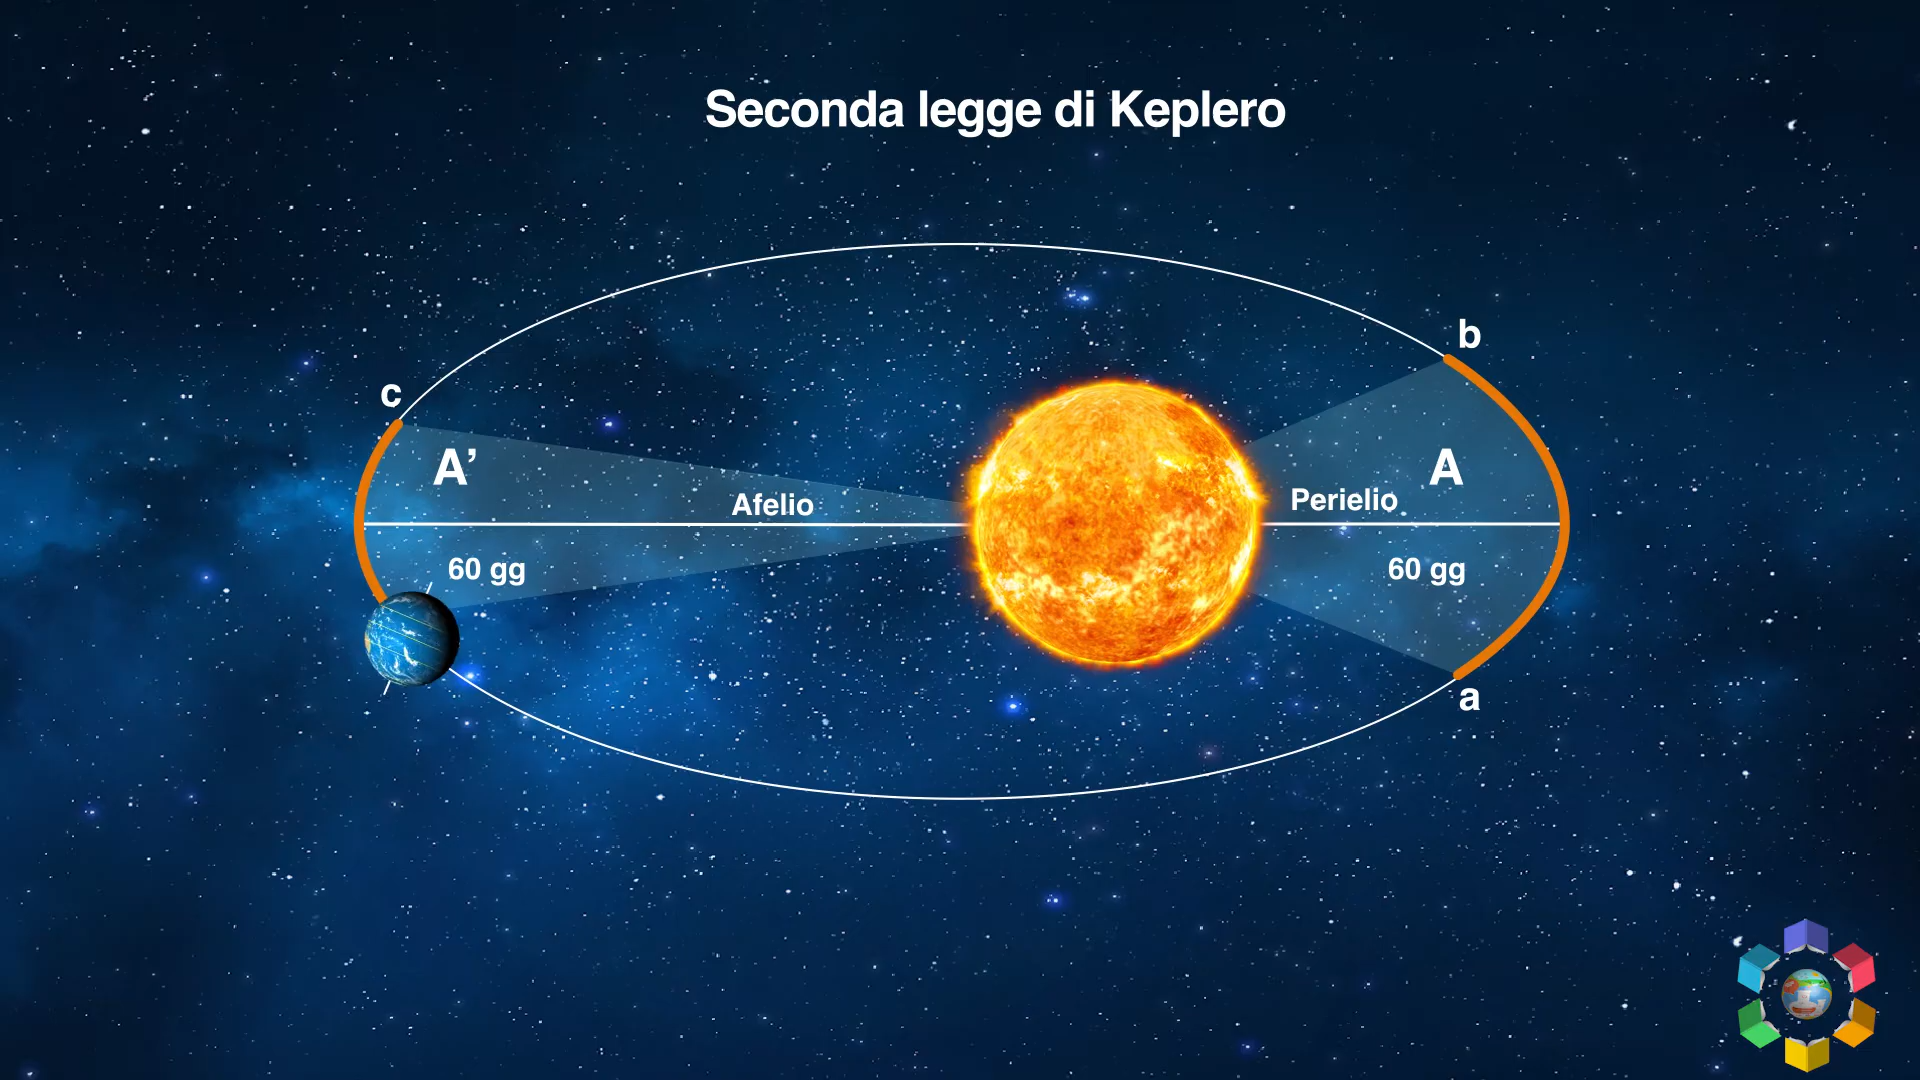 Seconda legge di Keplero
b
c
A’
A
Afelio
Perielio
60 gg
60 gg
a